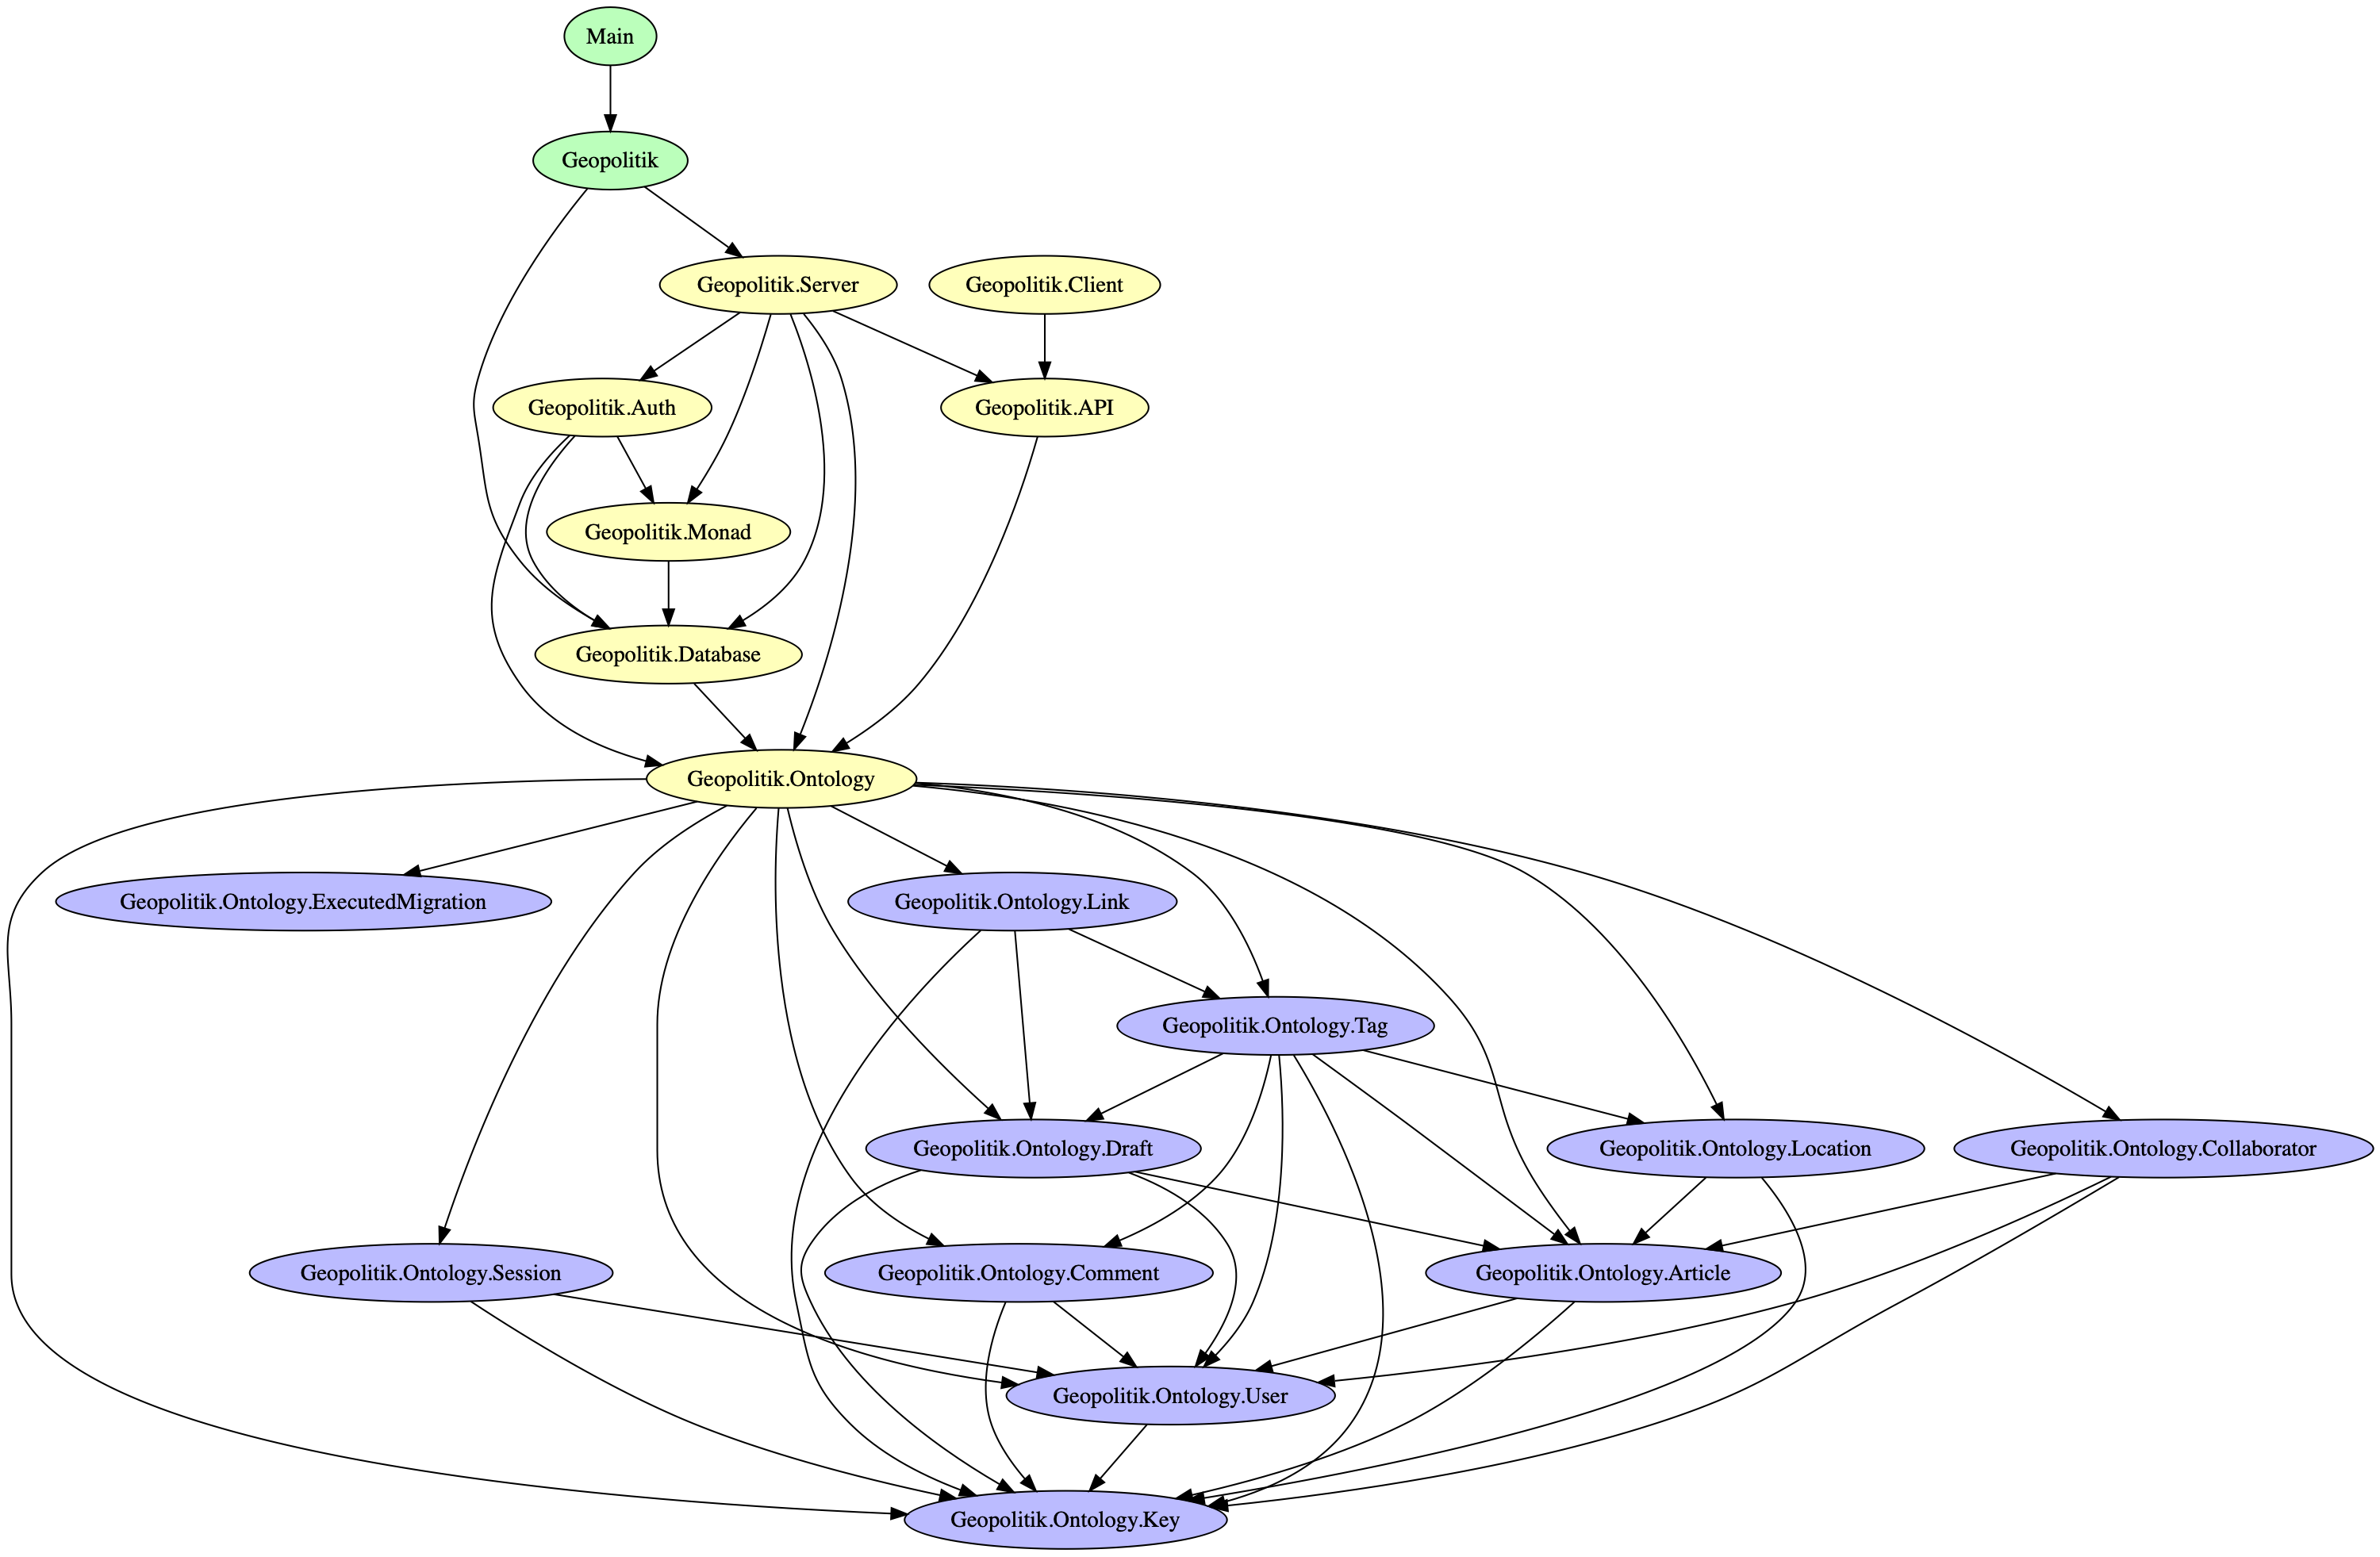 Main
Geopolitik
Geopolitik.Server
Geopolitik.Client
Geopolitik.Auth
Geopolitik.API
Geopolitik.Monad
Geopolitik.Database
Geopolitik.Ontology
Geopolitik.Ontology.ExecutedMigration
Geopolitik.Ontology.Link
Geopolitik.Ontology.Tag
Geopolitik.Ontology.Draft
Geopolitik.Ontology.Location
Geopolitik.Ontology.Collaborator
Geopolitik.Ontology.Session
Geopolitik.Ontology.Comment
Geopolitik.Ontology.Article
Geopolitik.Ontology.User
Geopolitik.Ontology.Key